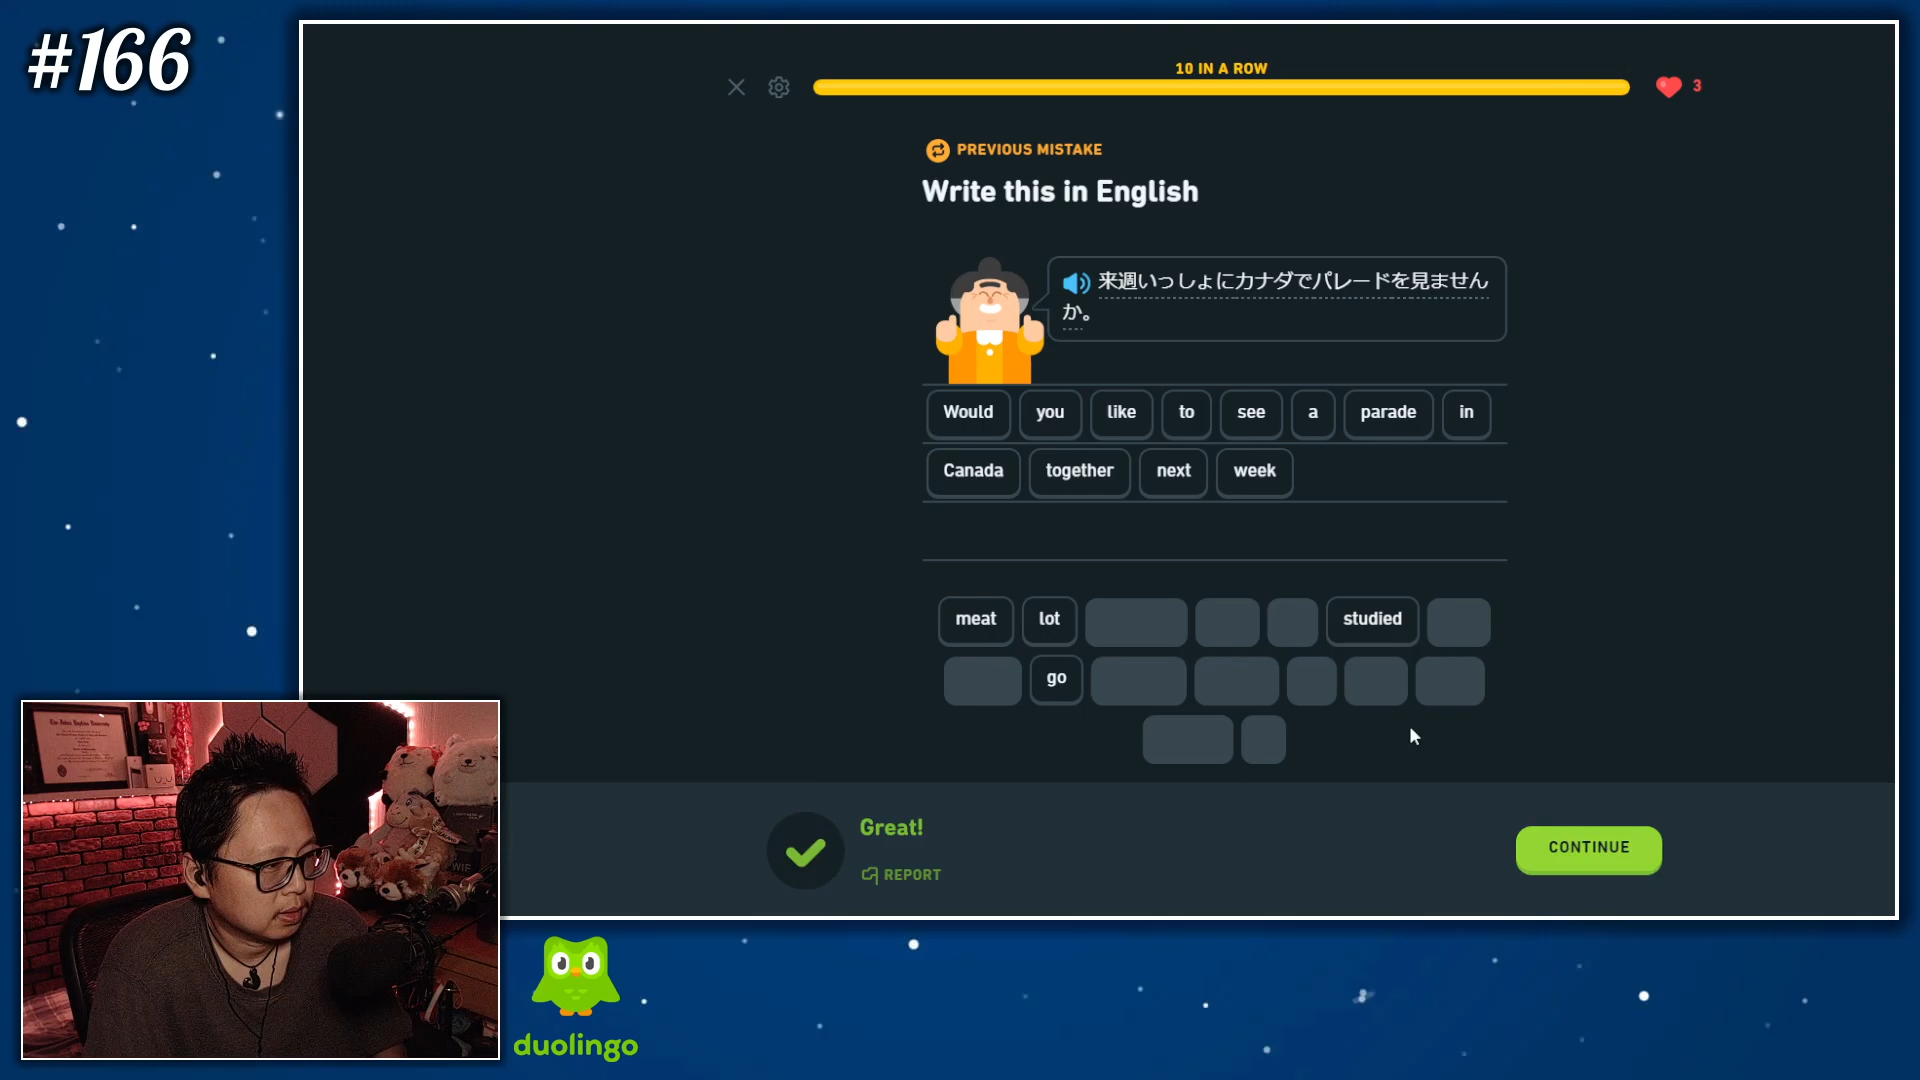 #166
10 IN A ROW
3
PREVIOUS MISTAKE
Write this in English
来週いっしょにカナダでパレードを見ません
か。
Would you like to see a parade in
Canada together next week
meat lot studied
go
Great!
REPORT
CONTINUE
duolingo